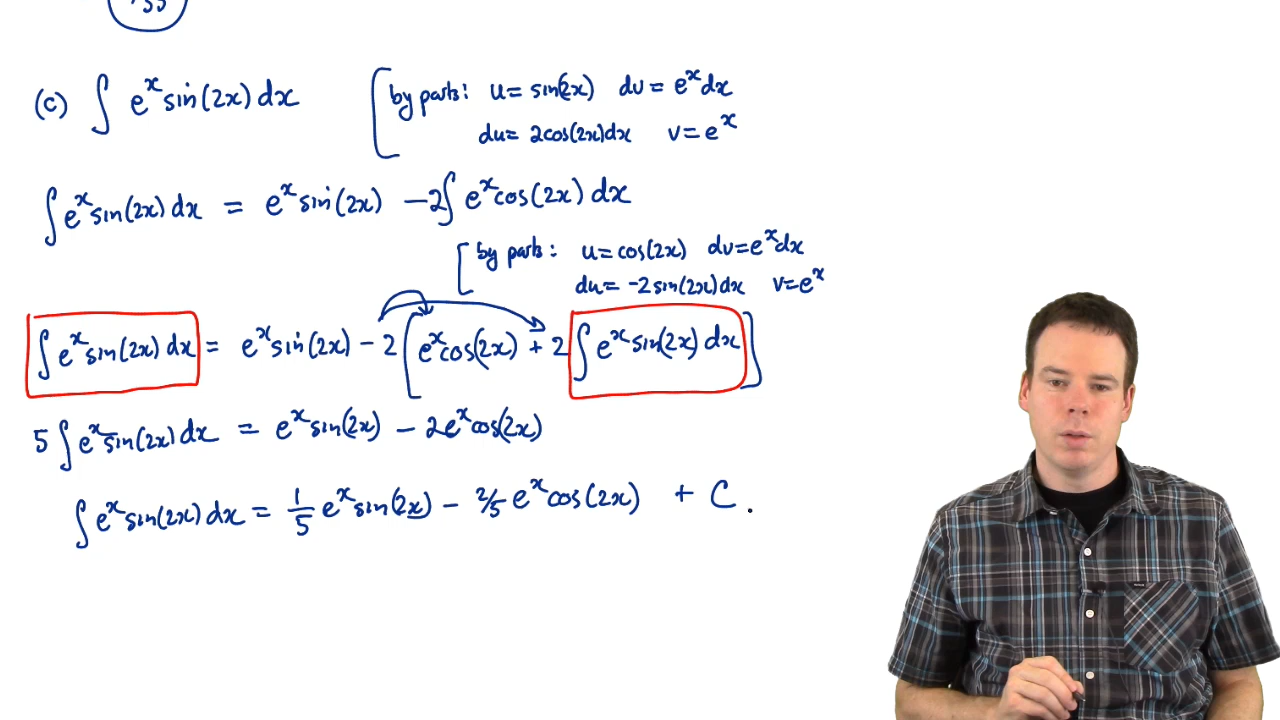 (c) ∫ e^x sin(2x) dx [by parts: u = sin(2x) dv = e^x dx
du = 2cos(2x)dx v = e^x
∫e^x sin(2x) dx = e^x sin(2x) - 2∫ e^x cos(2x) dx
[by parts: u = cos(2x) dv = e^x dx
du = -2 sin(2x) dx v = e^x
∫e^x sin(2x) dx = e^x sin(2x) - 2 [e^x cos(2x) + 2 ∫ e^x sin(2x) dx]
5 ∫e^x sin(2x) dx = e^x sin(2x) - 2e^x cos(2x)
∫e^x sin(2x) dx = 1/5 e^x sin(2x) - 2/5 e^x cos(2x) + C.